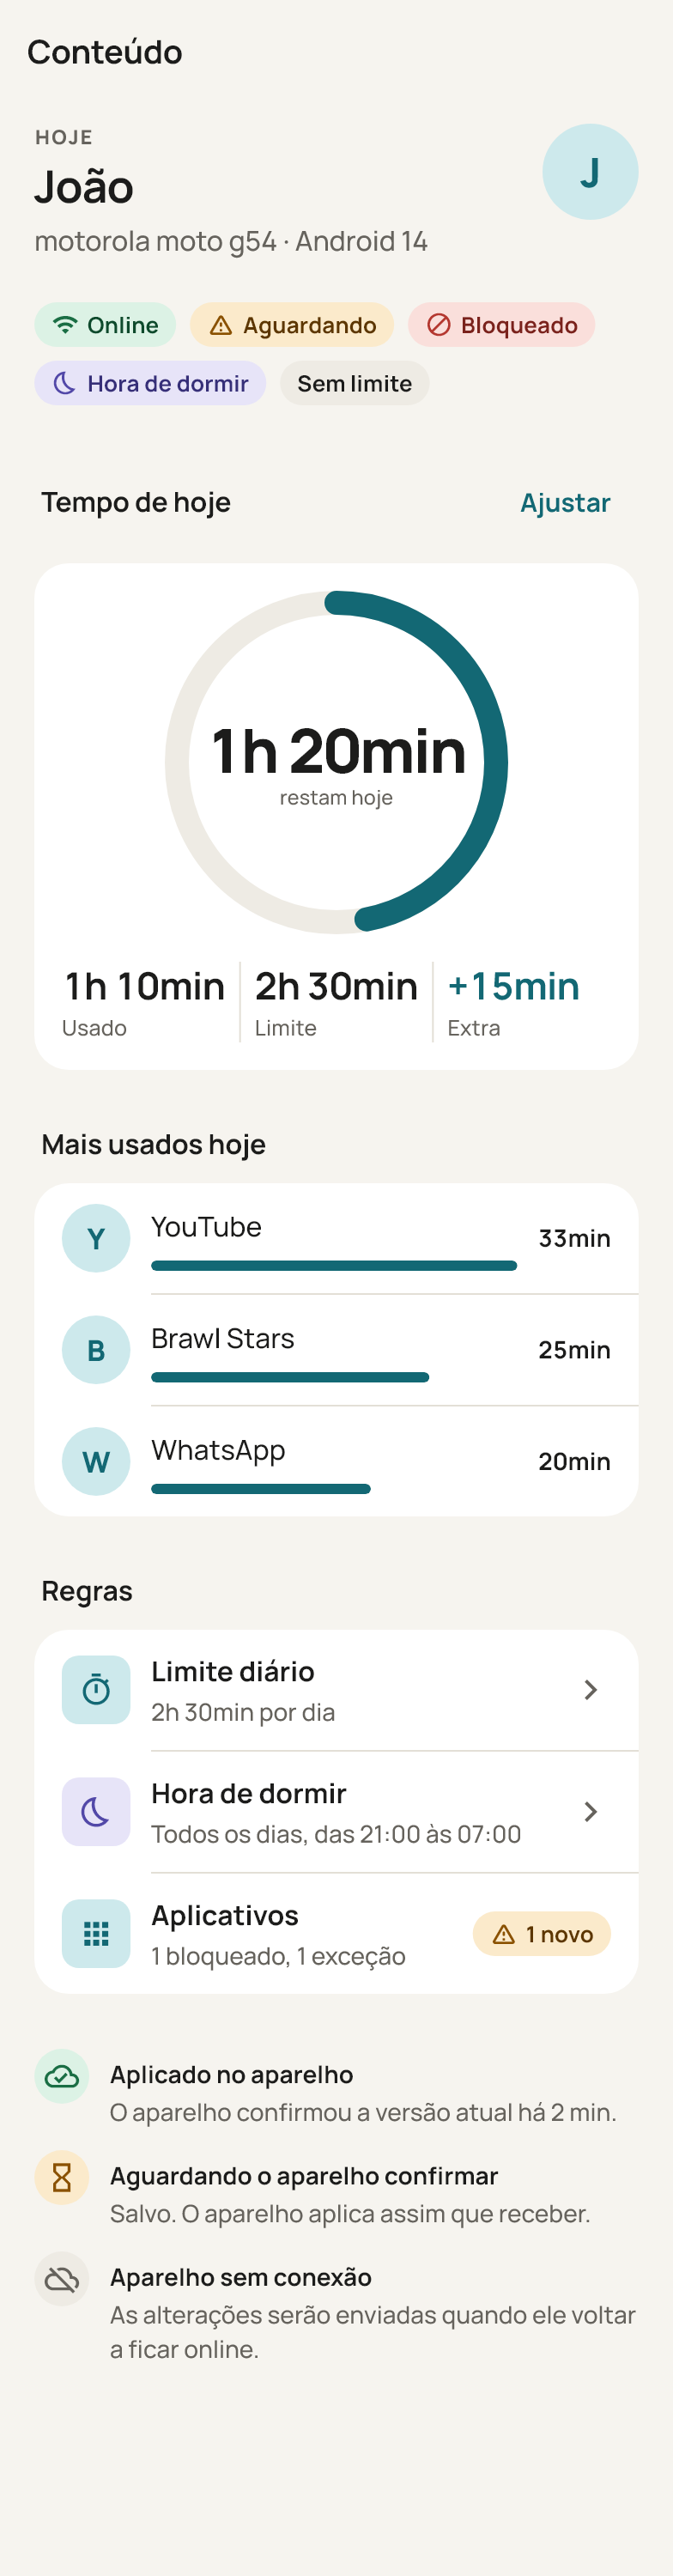 Conteúdo
HOJE
João
J
motorola moto g54 · Android 14
Online
Aguardando
Bloqueado
Hora de dormir
Sem limite
Tempo de hoje
Ajustar
1h 20min
restam hoje
1h 10min
Usado
2h 30min
Limite
+15min
Extra
Mais usados hoje
Y
YouTube
33min
B
Brawl Stars
25min
W
WhatsApp
20min
Regras
Limite diário
2h 30min por dia
Hora de dormir
Todos os dias, das 21:00 às 07:00
Aplicativos
1 bloqueado, 1 exceção
1 novo
Aplicado no aparelho
O aparelho confirmou a versão atual há 2 min.
Aguardando o aparelho confirmar
Salvo. O aparelho aplica assim que receber.
Aparelho sem conexão
As alterações serão enviadas quando ele voltar
a ficar online.